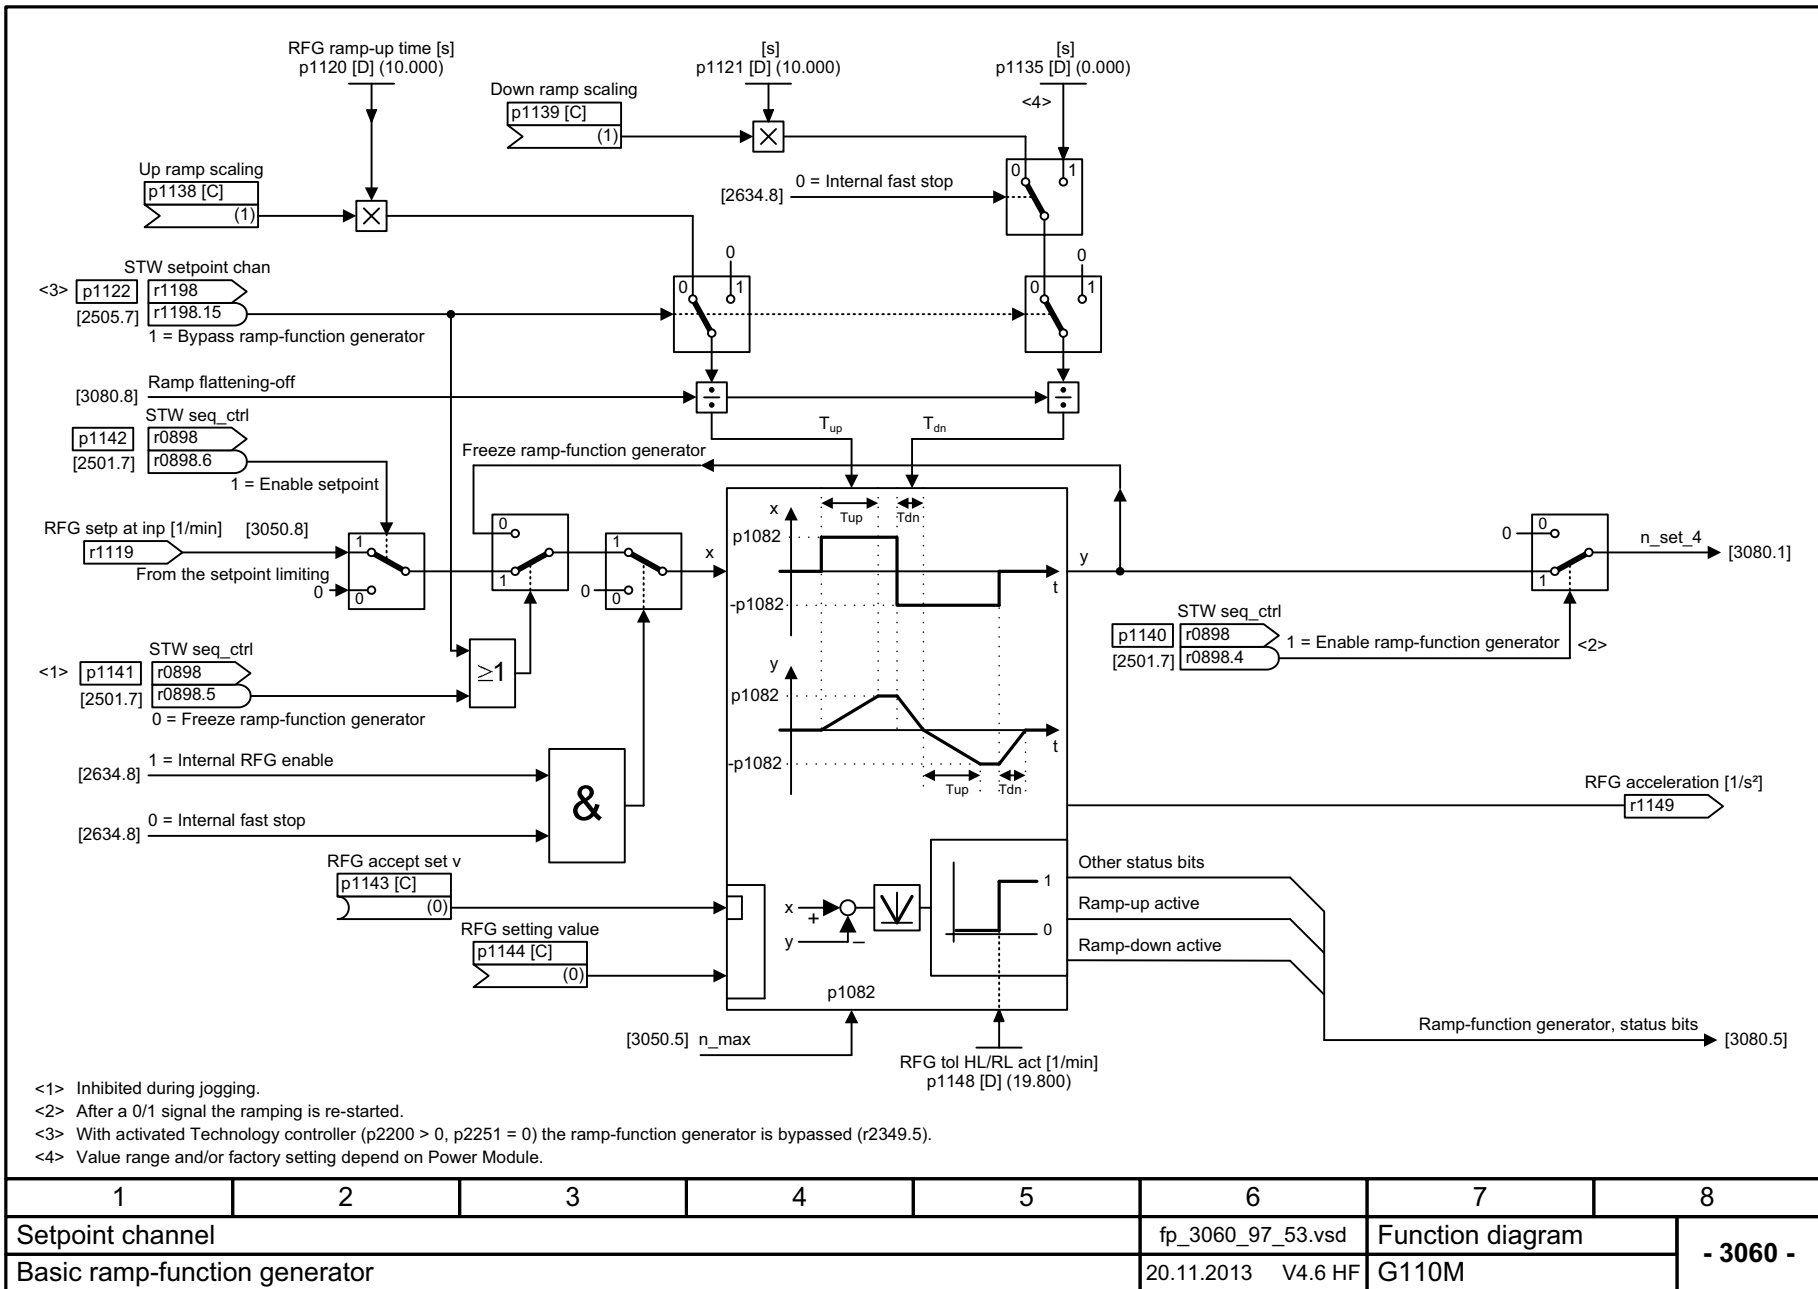 RFG ramp-up time [s]
p1120 [D] (10.000)
[s]
p1121 [D] (10.000)
[s]
p1135 [D] (0.000)
<4>
Down ramp scaling
p1139 [C]
(1)
Up ramp scaling
p1138 [C]
(1)
0 1
[2634.8] 0 = Internal fast stop
STW setpoint chan
<3> p1122 r1198
[2505.7] r1198.15
1 = Bypass ramp-function generator
0
0 1
0
0 1
Ramp flattening-off
[3080.8]
STW seq_ctrl
p1142 r0898
[2501.7] r0898.6
1 = Enable setpoint
Tup
Tdn
Freeze ramp-function generator
RFG setp at inp [1/min] [3050.8]
r1119
From the setpoint limiting
0
1
0
0
1
1
0
0
x
x
Tup Tdn
p1082
-p1082
t
y
0
0
1
n_set_4
[3080.1]
STW seq_ctrl
p1140 r0898
[2501.7] r0898.4
1 = Enable ramp-function generator <2>
STW seq_ctrl
<1> p1141 r0898
[2501.7] r0898.5
0 = Freeze ramp-function generator
≥1
y
p1082
-p1082
t
Tup Tdn
[2634.8] 1 = Internal RFG enable
[2634.8] 0 = Internal fast stop
&
RFG acceleration [1/s²]
r1149
RFG accept set v
p1143 [C]
(0)
RFG setting value
p1144 [C]
(0)
x
+
y
–
1
0
p1082
Other status bits
Ramp-up active
Ramp-down active
Ramp-function generator, status bits
[3080.5]
[3050.5] n_max
RFG tol HL/RL act [1/min]
p1148 [D] (19.800)
<1> Inhibited during jogging.
<2> After a 0/1 signal the ramping is re-started.
<3> With activated Technology controller (p2200 > 0, p2251 = 0) the ramp-function generator is bypassed (r2349.5).
<4> Value range and/or factory setting depend on Power Module.
1 2 3 4 5 6 7 8
Setpoint channel
fp_3060_97_53.vsd
Function diagram
- 3060 -
Basic ramp-function generator
20.11.2013 V4.6 HF
G110M